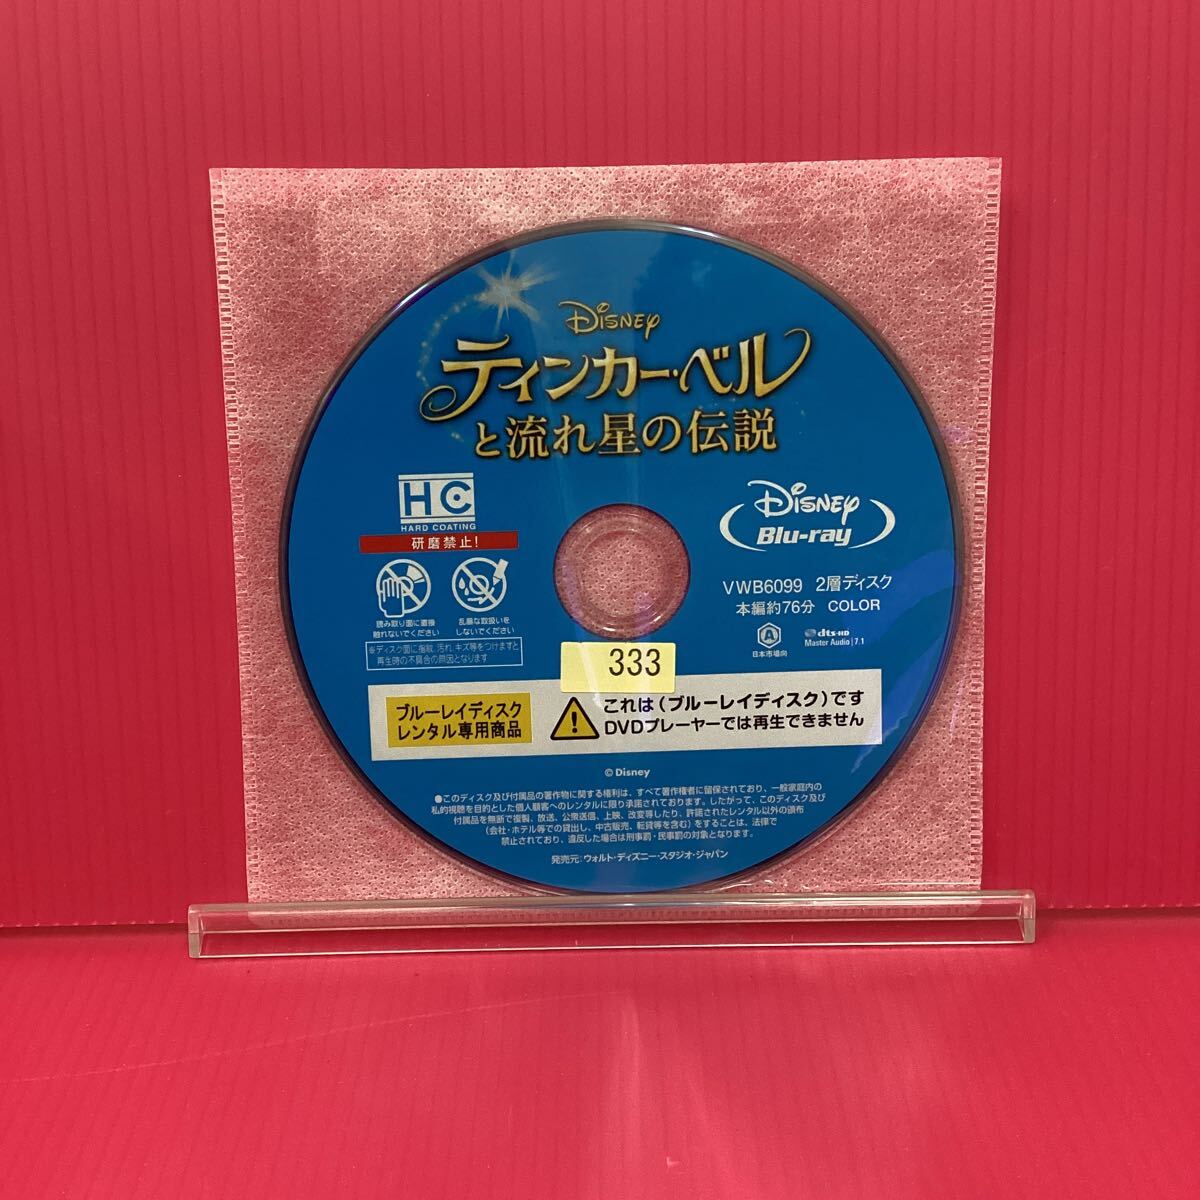 Disney
ティンカー・ベル
と流れ星の伝説
HC
HARD COATING
研磨禁止!
読み取り面に直接
触れないでください
乱暴な取扱いを
しないでください
※ディスク面に指紋、汚れ、キズ等をつけますと
再生時の不具合の原因となります
Disney
Blu-ray
VWB6099 2層ディスク
本編約76分 COLOR
A
日本市場向
dts-HD
Master Audio | 7.1
333
ブルーレイディスク
レンタル専用商品
これは(ブルーレイディスク)です
DVDプレーヤーでは再生できません
© Disney
●このディスク及び付属品の著作物に関する権利は、すべて著作権者に留保されており、一般家庭内の
私的視聴を目的とした個人顧客へのレンタルに限り承諾されております。したがって、このディスク及び
付属品を無断で複製、放送、公衆送信、上映、改変等したり、許諾されたレンタル以外の頒布
(会社・ホテル等での貸出し、中古販売、転貸等を含む)をすることは、法律で
禁止されており、違反した場合は刑事罰・民事罰の対象となります。
発売元:ウォルト・ディズニー・スタジオ・ジャパン